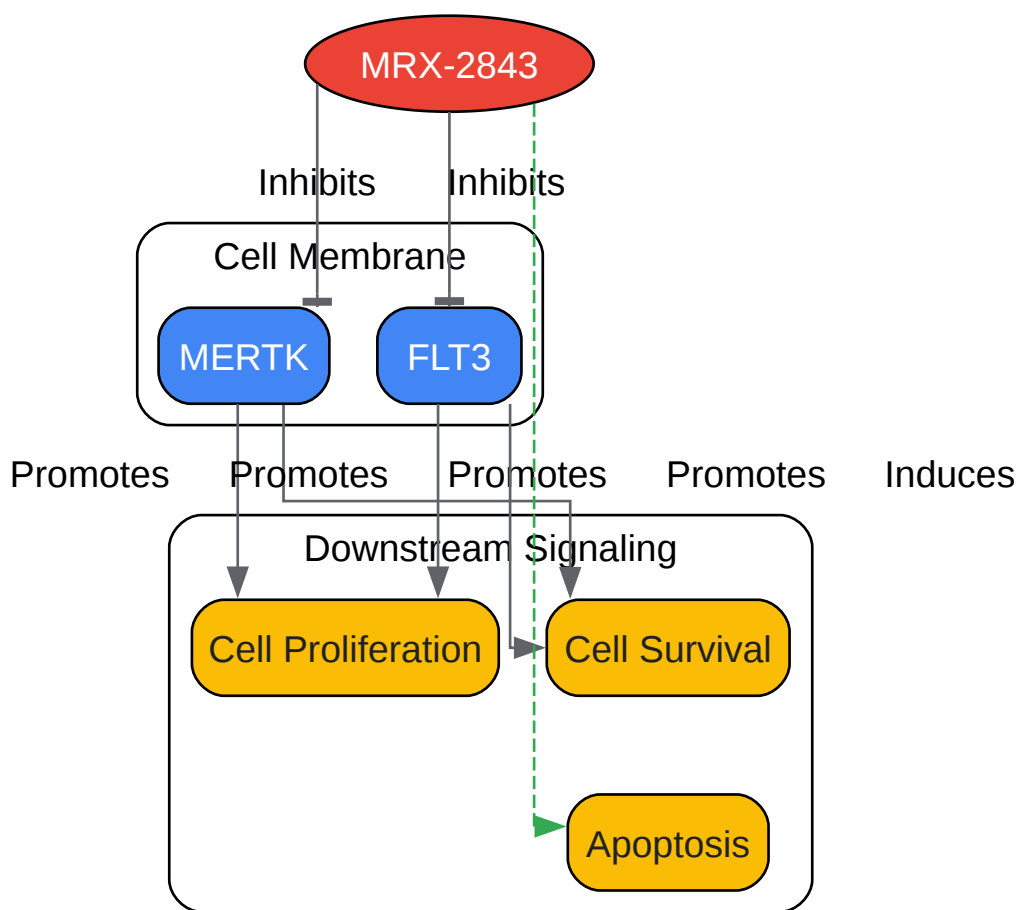 MRX-2843
Inhibits
Inhibits
Cell Membrane
MERTK
FLT3
Promotes
Promotes
Promotes
Promotes
Induces
Downstream Signaling
Cell Proliferation
Cell Survival
Apoptosis